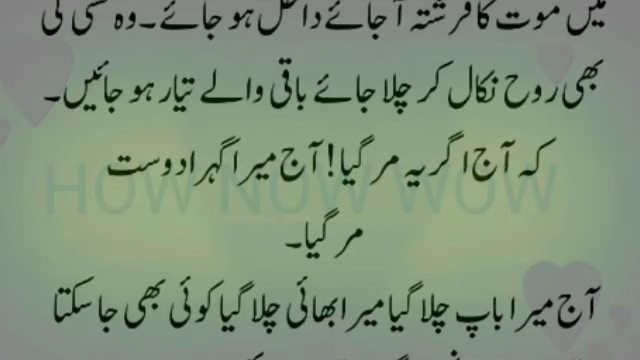 میں موت کا فرشتہ آ جائے داخل ہو جائے۔ وہ کسی کی
بھی روح نکال کر چلا جائے باقی والے تیار ہو جائیں۔
کہ آج اگر یہ مر گیا! آج میرا گہرا دوست
HOW NOW WOW
مر گیا۔
آج میرا باپ چلا گیا میرا بھائی چلا گیا کوئی بھی جا سکتا